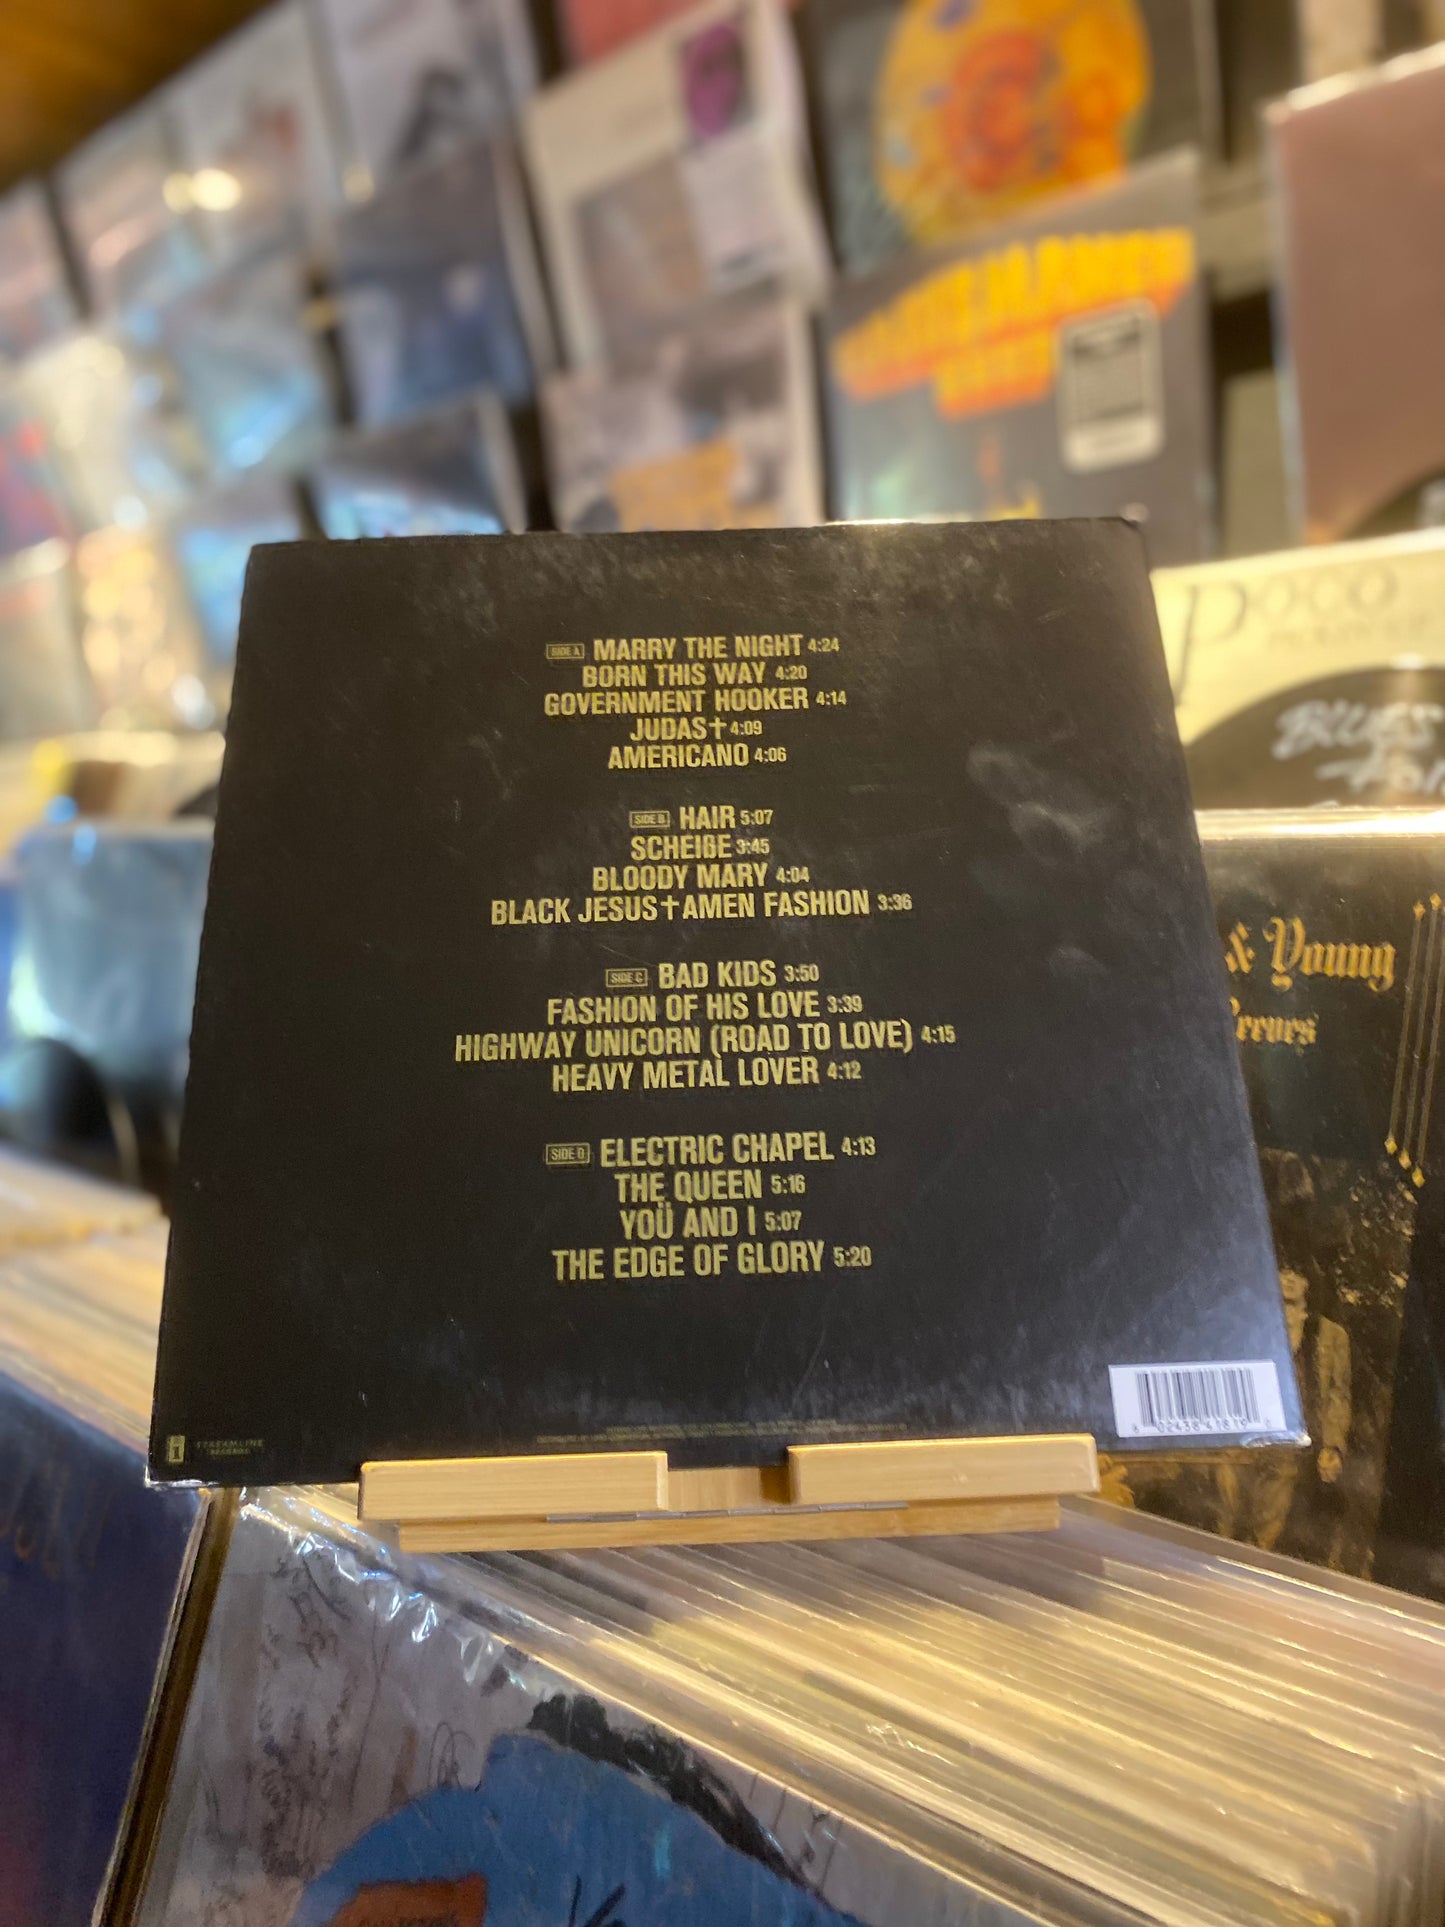 POCO
BLUES
& Young
SIDE A MARRY THE NIGHT 4:24
BORN THIS WAY 4:20
GOVERNMENT HOOKER 4:14
JUDAS✝ 4:09
AMERICANO 4:06
SIDE B HAIR 5:07
SCHEIßE 3:45
BLOODY MARY 4:04
BLACK JESUS✝AMEN FASHION 3:36
SIDE C BAD KIDS 3:50
FASHION OF HIS LOVE 3:39
HIGHWAY UNICORN (ROAD TO LOVE) 4:15
HEAVY METAL LOVER 4:12
SIDE D ELECTRIC CHAPEL 4:13
THE QUEEN 5:16
YOÜ AND I 5:07
THE EDGE OF GLORY 5:20
STREAMLINE
RECORDS